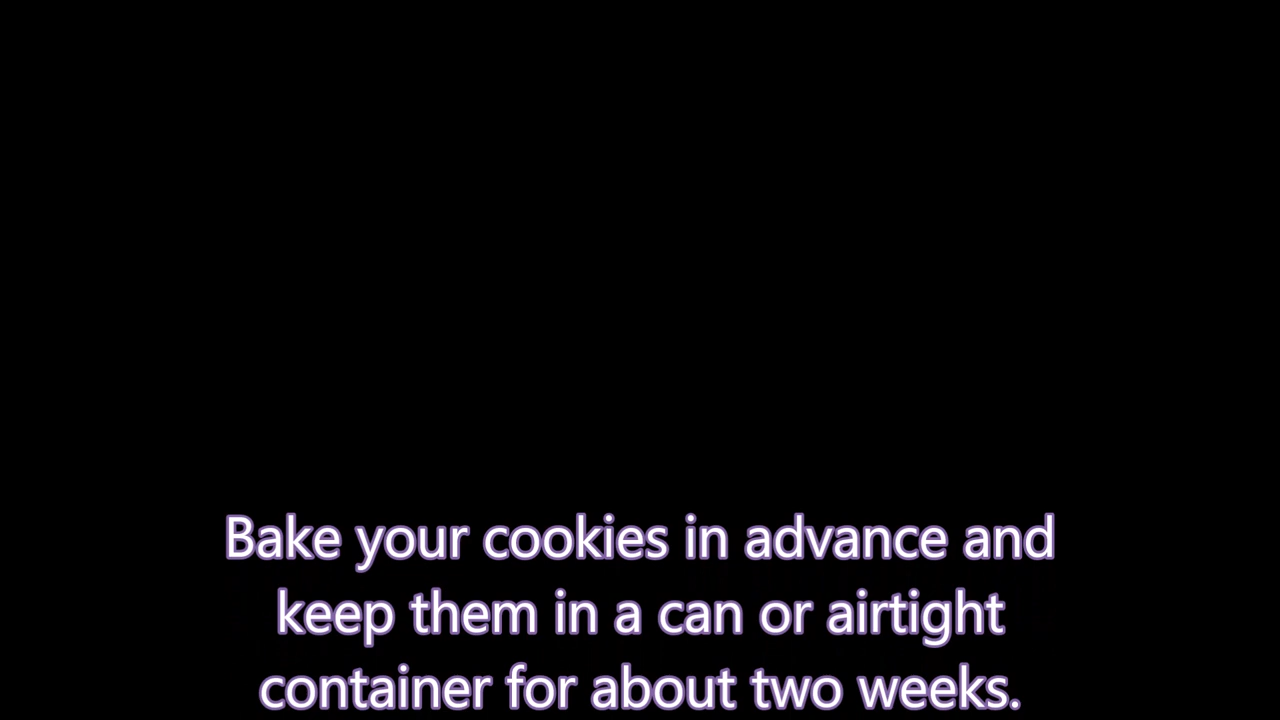 Bake your cookies in advance and
keep them in a can or airtight
container for about two weeks.